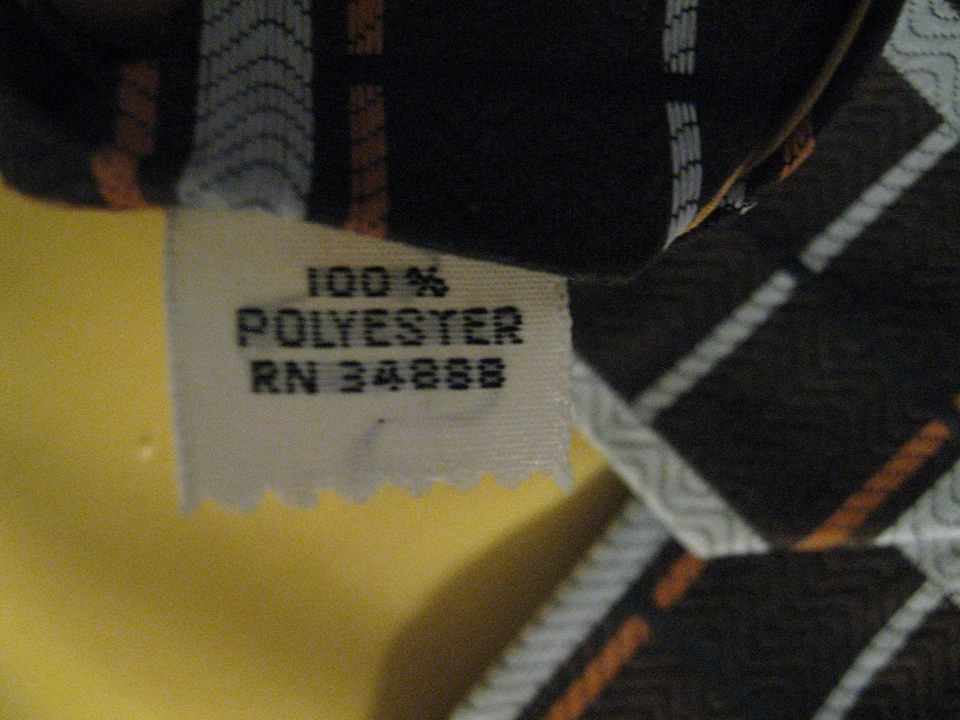 100 %
POLYESTER
RN 34888